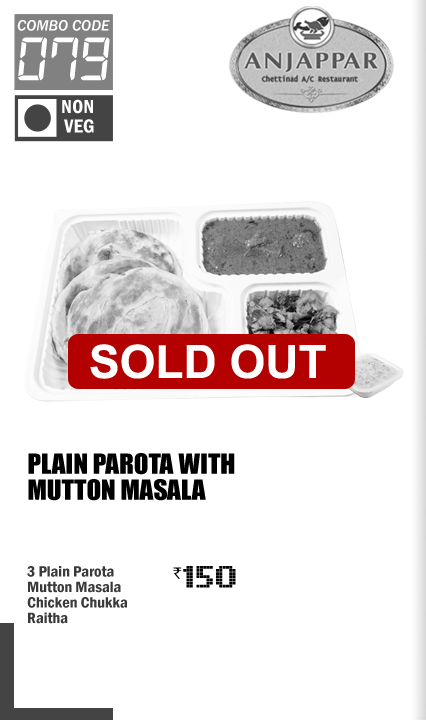 COMBO CODE
079
NON
VEG
ANJAPPAR
Chettinad A/C Restaurant
SOLD OUT
PLAIN PAROTA WITH
MUTTON MASALA
3 Plain Parota
Mutton Masala
Chicken Chukka
Raitha
₹150